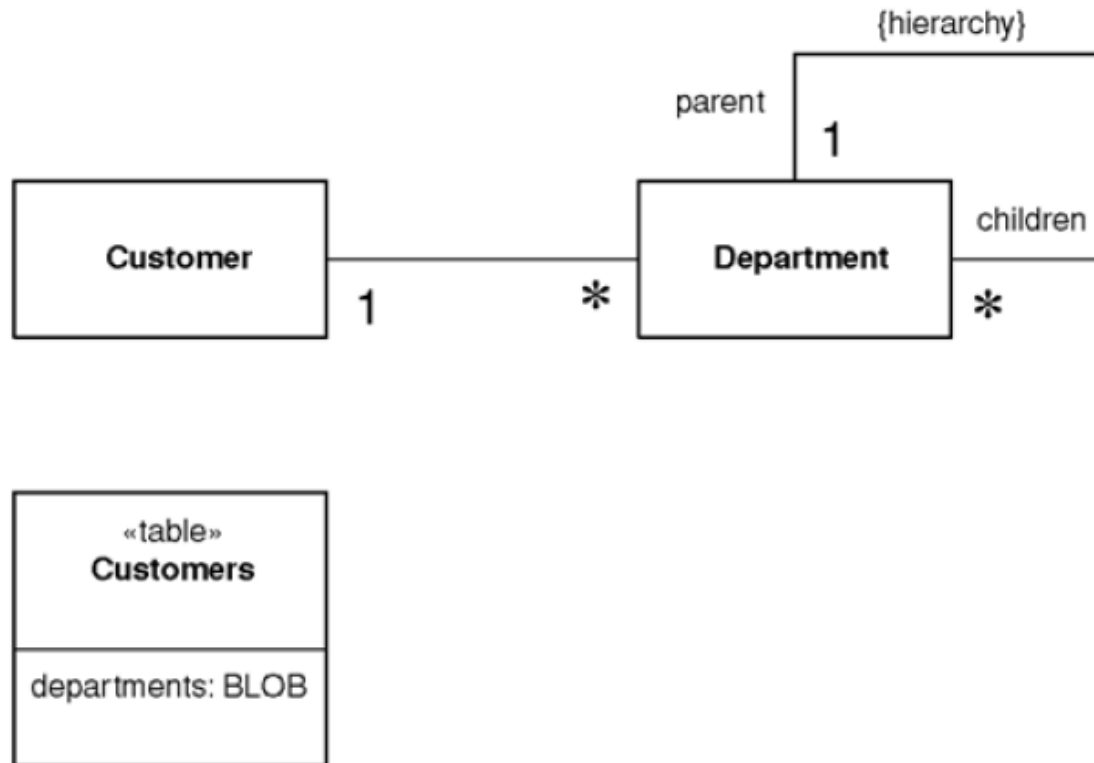 {hierarchy}
parent
1
children
Customer
Department
1
*
*
«table»
Customers
departments: BLOB